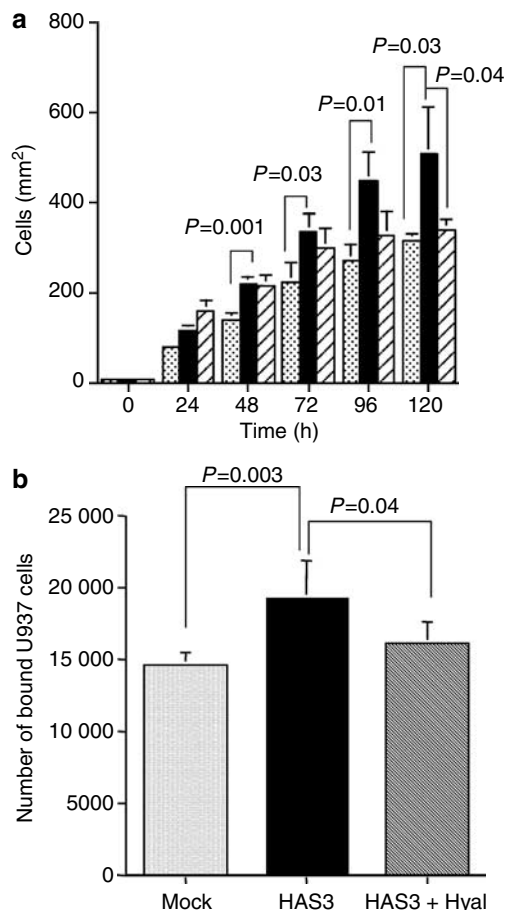 a
800
600
400
200
0
Cells (mm²)
P=0.001
P=0.03
P=0.01
P=0.03
P=0.04
0 24 48 72 96 120
Time (h)
b
P=0.003
P=0.04
25 000
20 000
15 000
10 000
5000
0
Number of bound U937 cells
Mock HAS3 HAS3 + Hyal